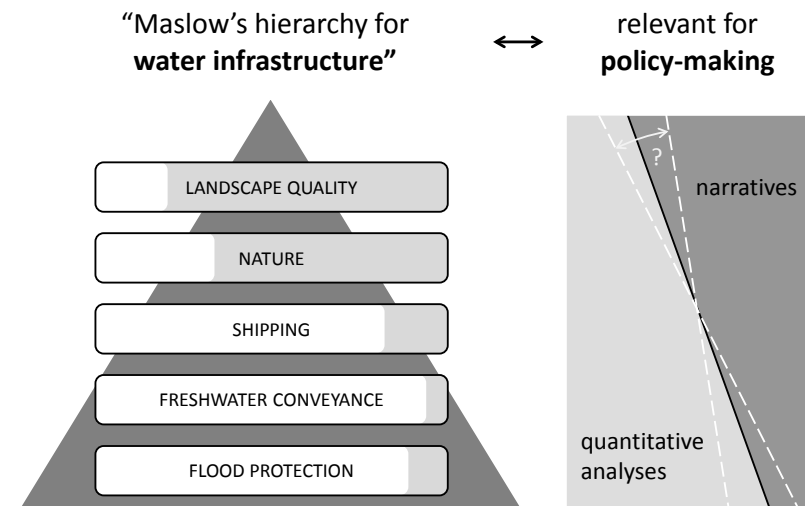 “Maslow’s hierarchy for
water infrastructure”
relevant for
policy-making
LANDSCAPE QUALITY
NATURE
SHIPPING
FRESHWATER CONVEYANCE
FLOOD PROTECTION
?
narratives
quantitative
analyses